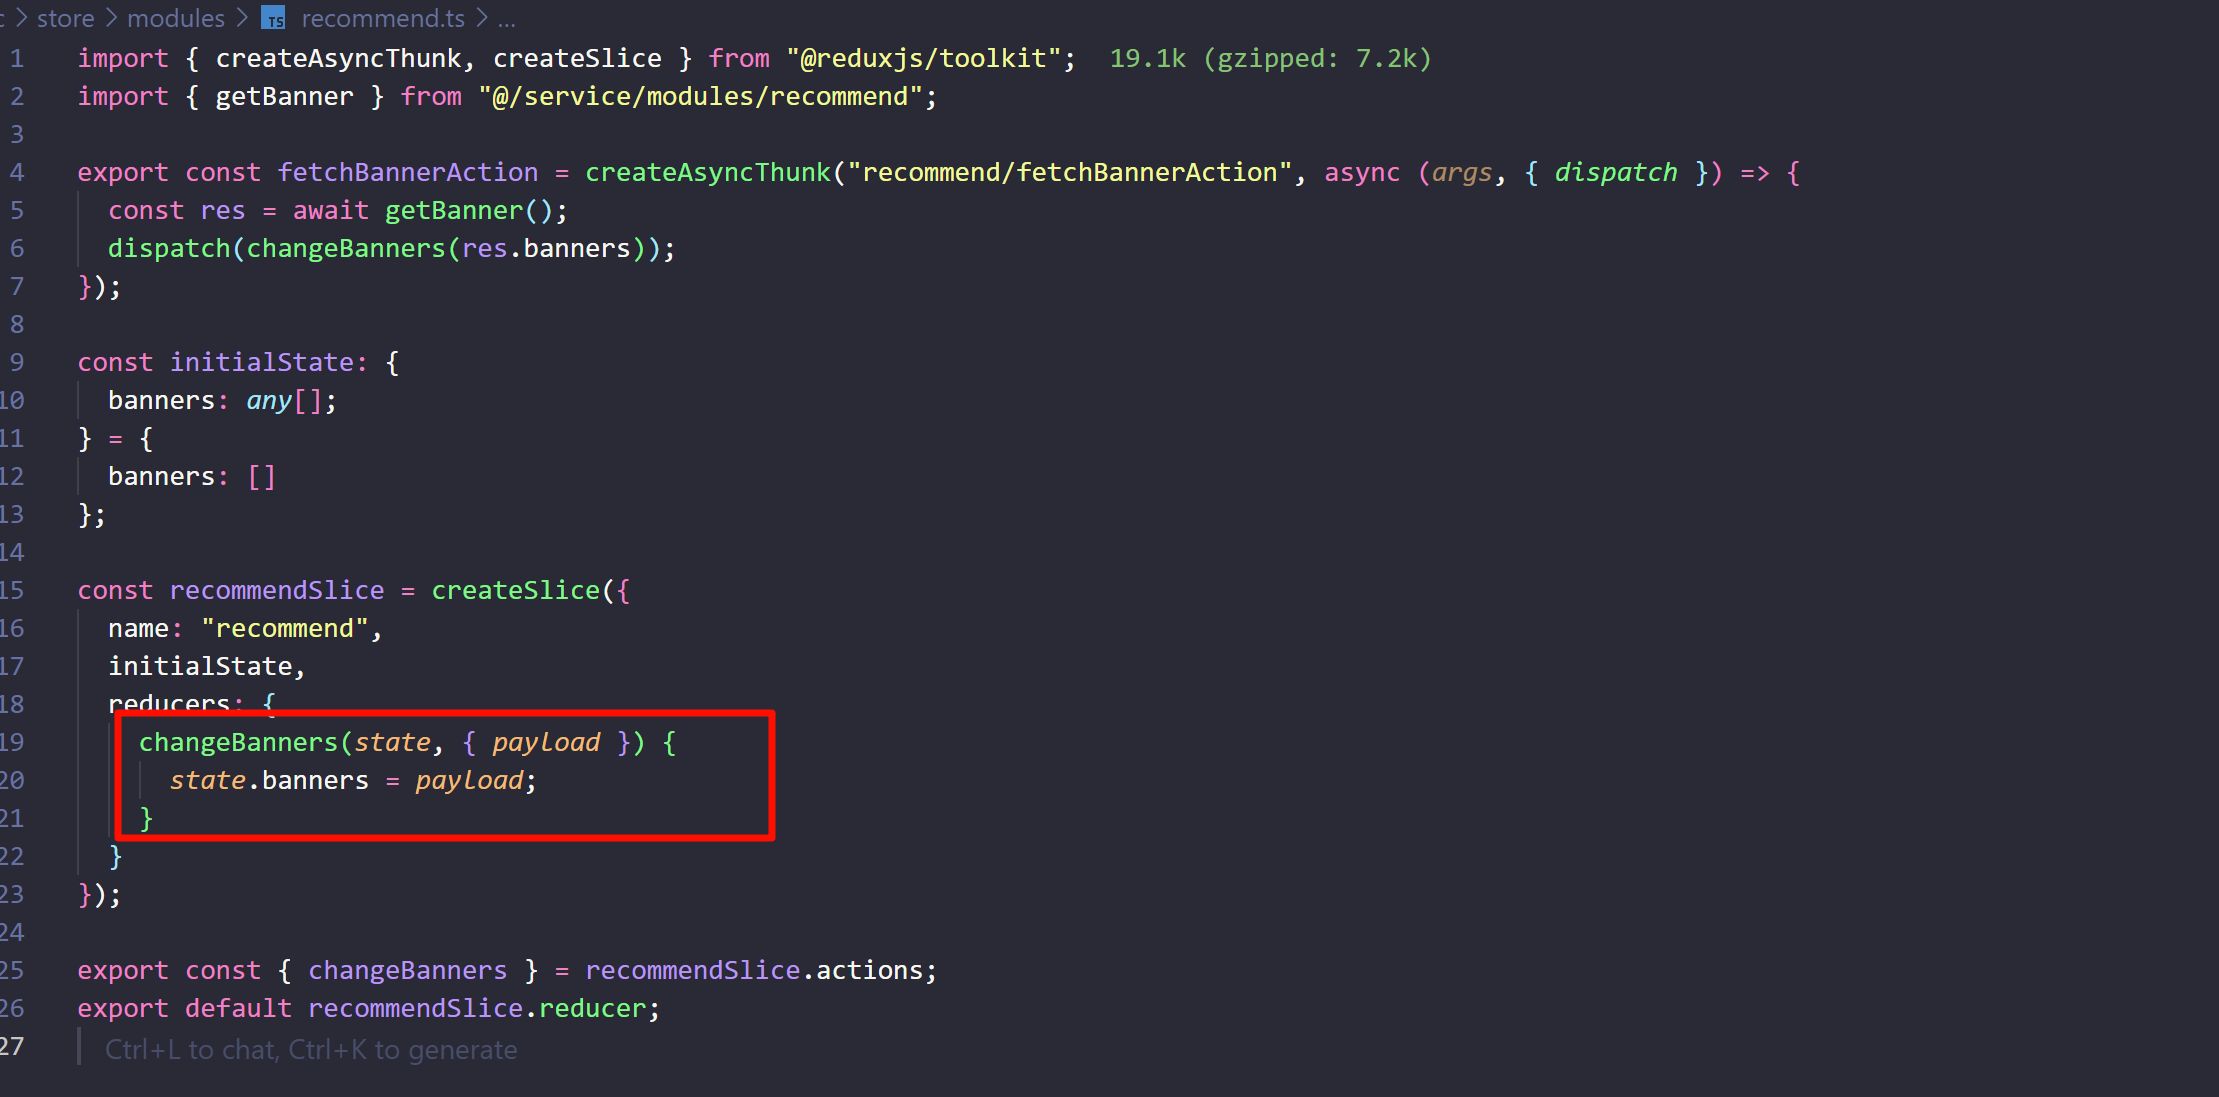 c > store > modules > TS recommend.ts > ...
1 import { createAsyncThunk, createSlice } from "@reduxjs/toolkit"; 19.1k (gzipped: 7.2k)
2 import { getBanner } from "@/service/modules/recommend";
3
4 export const fetchBannerAction = createAsyncThunk("recommend/fetchBannerAction", async (args, { dispatch }) => {
5   const res = await getBanner();
6   dispatch(changeBanners(res.banners));
7 });
8
9 const initialState: {
10   banners: any[];
11 } = {
12   banners: []
13 };
14
15 const recommendSlice = createSlice({
16   name: "recommend",
17   initialState,
18   reducers: {
19     changeBanners(state, { payload }) {
20       state.banners = payload;
21     }
22   }
23 });
24
25 export const { changeBanners } = recommendSlice.actions;
26 export default recommendSlice.reducer;
27   Ctrl+L to chat, Ctrl+K to generate